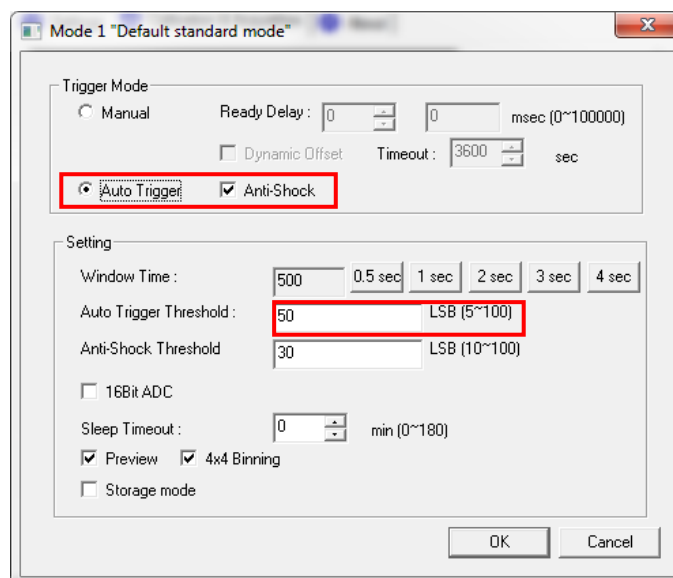 Mode 1 "Default standard mode"
Trigger Mode
Manual Ready Delay : 0 0 msec (0~100000)
Dynamic Offset Timeout : 3600 sec
Auto Trigger Anti-Shock
Setting
Window Time : 500 0.5 sec 1 sec 2 sec 3 sec 4 sec
Auto Trigger Threshold : 50 LSB (5~100)
Anti-Shock Threshold 30 LSB (10~100)
16Bit ADC
Sleep Timeout : 0 min (0~180)
Preview 4x4 Binning
Storage mode
OK Cancel